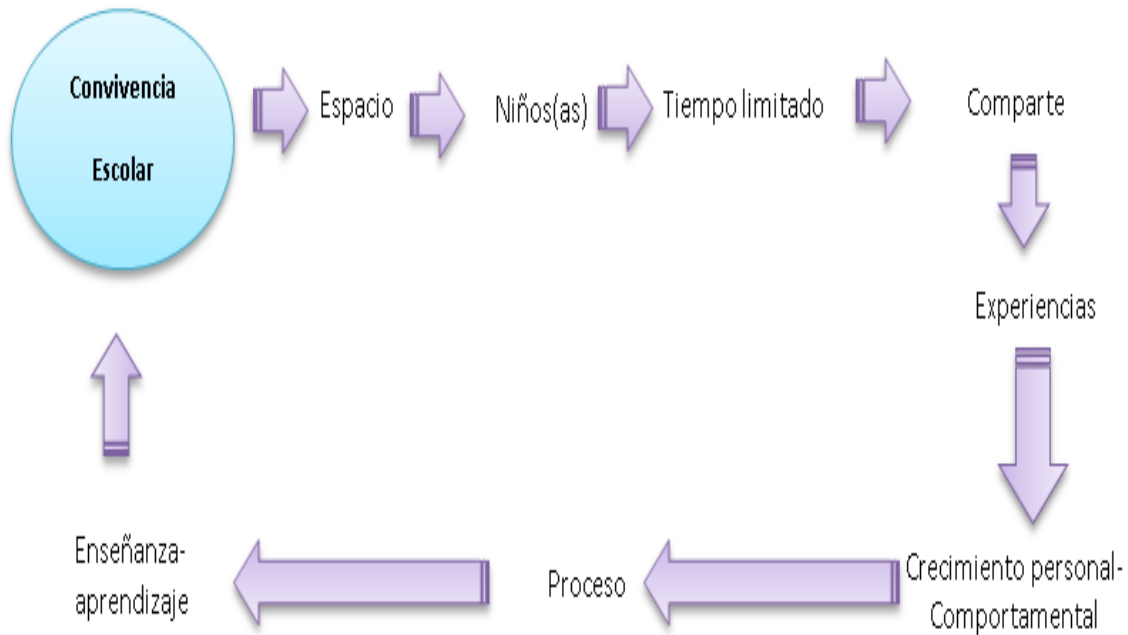 Convivencia
Escolar
Espacio
Niños(as)
Tiempo limitado
Comparte
Experiencias
Crecimiento personal-
Comportamental
Proceso
Enseñanza-
aprendizaje